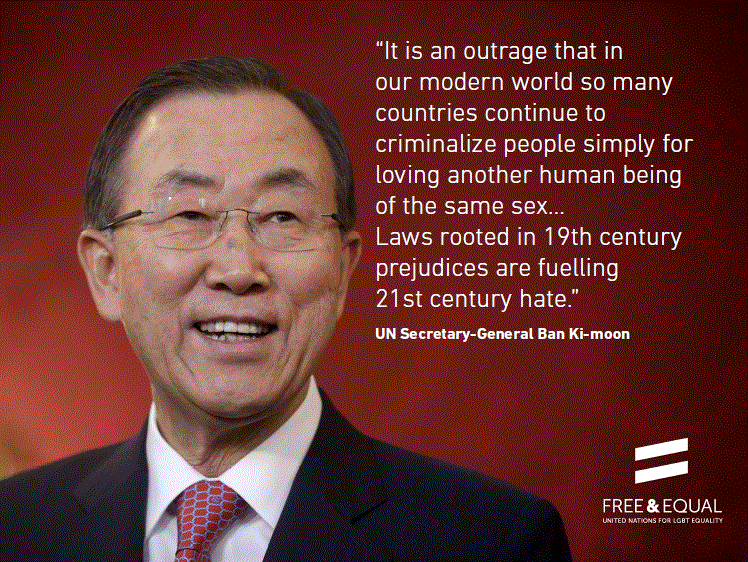 “It is an outrage that in
our modern world so many
countries continue to
criminalize people simply for
loving another human being
of the same sex...
Laws rooted in 19th century
prejudices are fuelling
21st century hate.”
UN Secretary-General Ban Ki-moon
FREE & EQUAL
UNITED NATIONS FOR LGBT EQUALITY